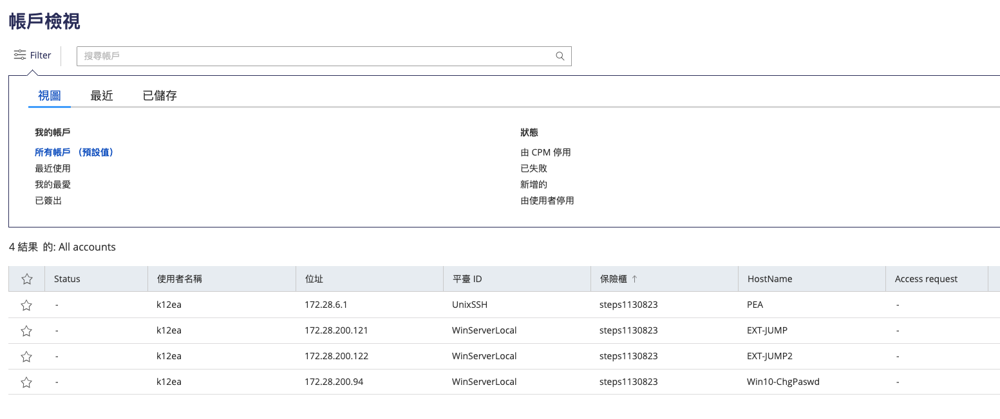 帳戶檢視
Filter
搜尋帳戶
視圖 最近 已儲存
我的帳戶 狀態
所有帳戶 （預設值） 由 CPM 停用
最近使用 已失敗
我的最愛 新增的
已簽出 由使用者停用
4 結果 的: All accounts
Status 使用者名稱 位址 平臺 ID 保險櫃 ↑ HostName Access request
- k12ea 172.28.6.1 UnixSSH steps1130823 PEA -
- k12ea 172.28.200.121 WinServerLocal steps1130823 EXT-JUMP -
- k12ea 172.28.200.122 WinServerLocal steps1130823 EXT-JUMP2 -
- k12ea 172.28.200.94 WinServerLocal steps1130823 Win10-ChgPaswd -